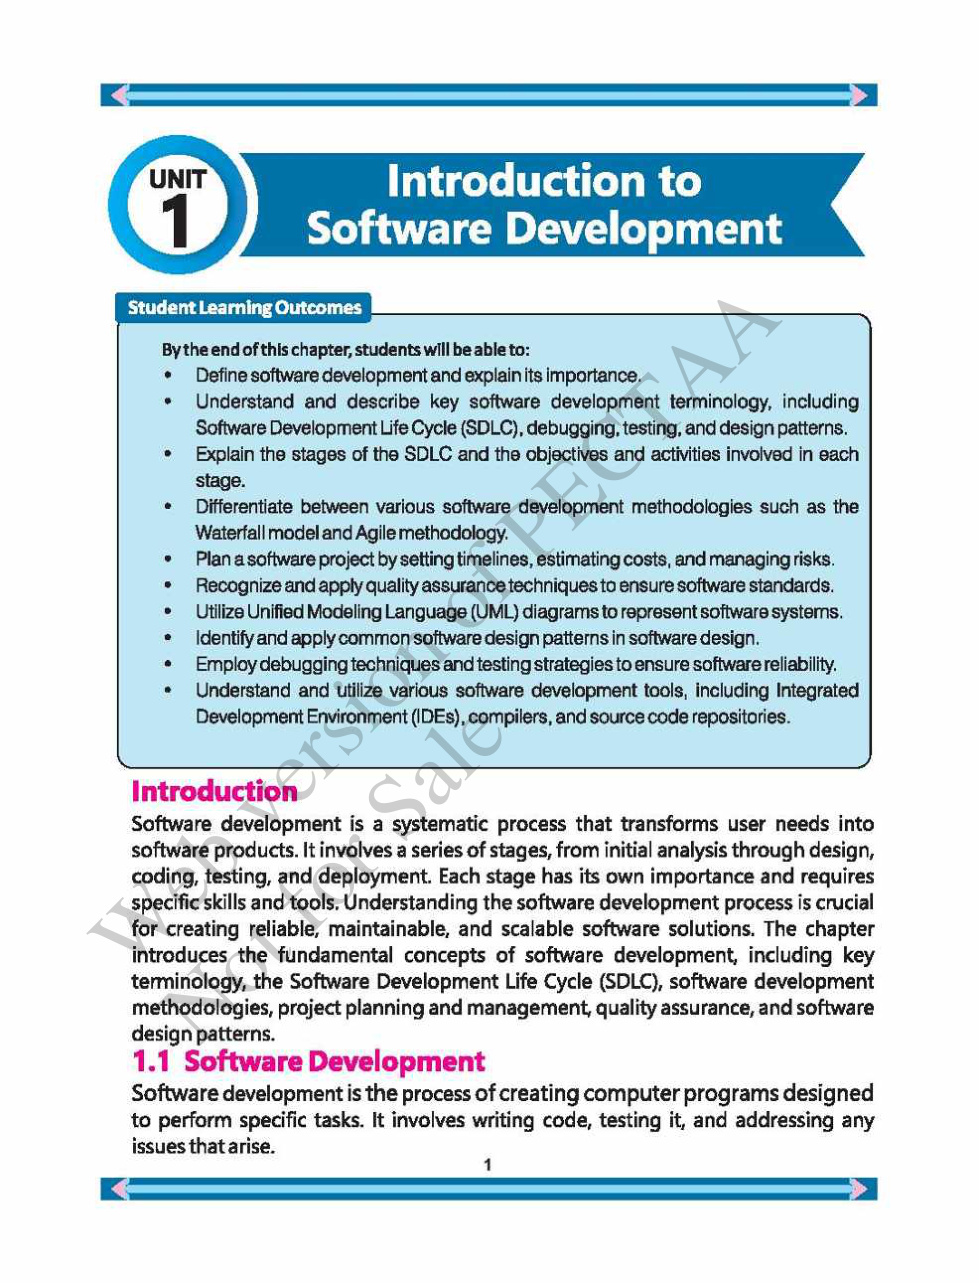 UNIT
1
Introduction to
Software Development
Student Learning Outcomes
By the end of this chapter, students will be able to:
• Define software development and explain its importance.
• Understand and describe key software development terminology, including
Software Development Life Cycle (SDLC), debugging, testing, and design patterns.
• Explain the stages of the SDLC and the objectives and activities involved in each
stage.
• Differentiate between various software development methodologies such as the
Waterfall model and Agile methodology.
• Plan a software project by setting timelines, estimating costs, and managing risks.
• Recognize and apply quality assurance techniques to ensure software standards.
• Utilize Unified Modeling Language (UML) diagrams to represent software systems.
• Identify and apply common software design patterns in software design.
• Employ debugging techniques and testing strategies to ensure software reliability.
• Understand and utilize various software development tools, including Integrated
Development Environment (IDEs), compilers, and source code repositories.
Introduction
Software development is a systematic process that transforms user needs into
software products. It involves a series of stages, from initial analysis through design,
coding, testing, and deployment. Each stage has its own importance and requires
specific skills and tools. Understanding the software development process is crucial
for creating reliable, maintainable, and scalable software solutions. The chapter
introduces the fundamental concepts of software development, including key
terminology, the Software Development Life Cycle (SDLC), software development
methodologies, project planning and management, quality assurance, and software
design patterns.
1.1 Software Development
Software development is the process of creating computer programs designed
to perform specific tasks. It involves writing code, testing it, and addressing any
issues that arise.
1
Web version of PECTAA
Not for Sale